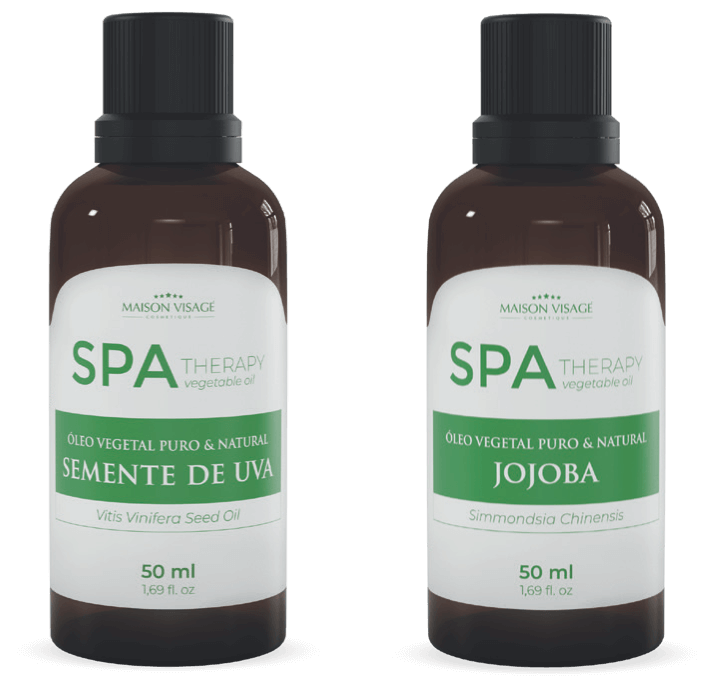 MAISON VISAGE
COSMETIQUE
SPA THERAPY
vegetable oil
ÓLEO VEGETAL PURO & NATURAL
SEMENTE DE UVA
Vitis Vinifera Seed Oil
50 ml
1,69 fl. oz
MAISON VISAGE
COSMETIQUE
SPA THERAPY
vegetable oil
ÓLEO VEGETAL PURO & NATURAL
JOJOBA
Simmondsia Chinensis
50 ml
1,69 fl. oz